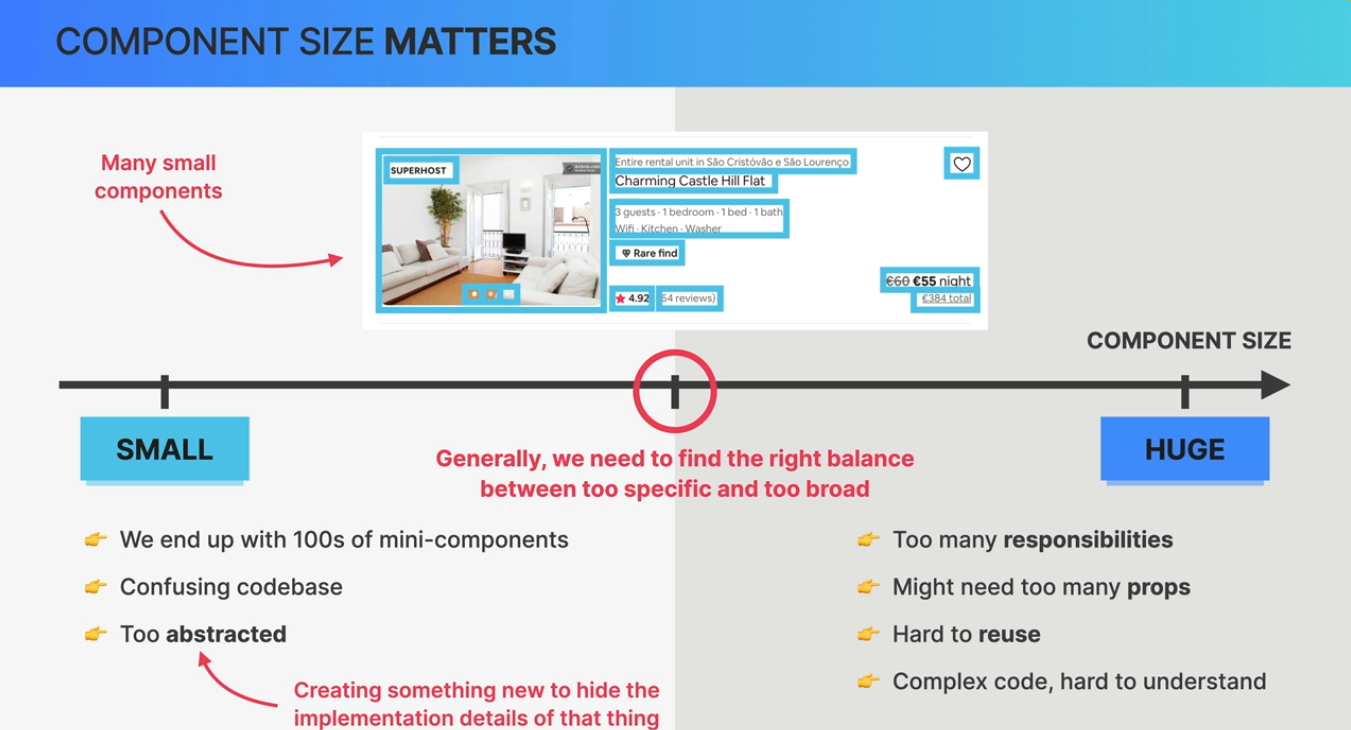 COMPONENT SIZE MATTERS
Many small
components
SUPERHOST
Entire rental unit in São Cristóvão e São Lourenço
Charming Castle Hill Flat
3 guests · 1 bedroom · 1 bed · 1 bath
Wifi · Kitchen · Washer
Rare find
4.92
64 reviews)
€60 €55 night
€384 total
COMPONENT SIZE
SMALL
HUGE
Generally, we need to find the right balance
between too specific and too broad
We end up with 100s of mini-components
Confusing codebase
Too abstracted
Creating something new to hide the
implementation details of that thing
Too many responsibilities
Might need too many props
Hard to reuse
Complex code, hard to understand